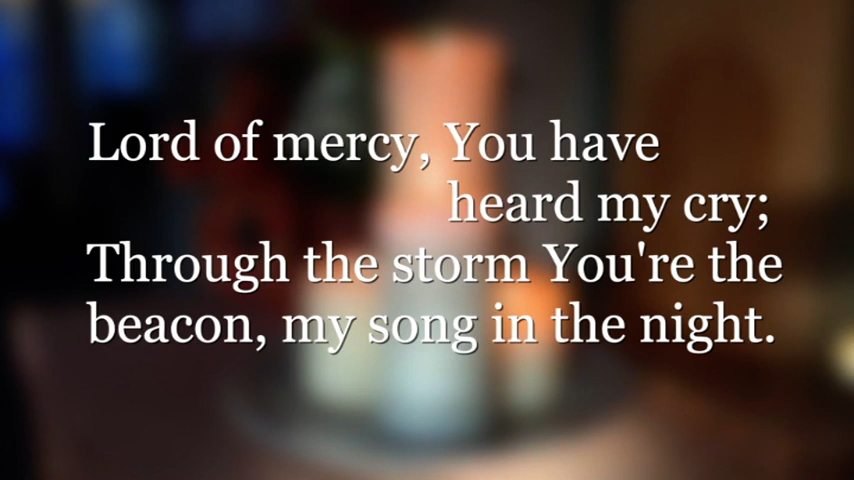 Lord of mercy, You have
heard my cry;
Through the storm You're the
beacon, my song in the night.